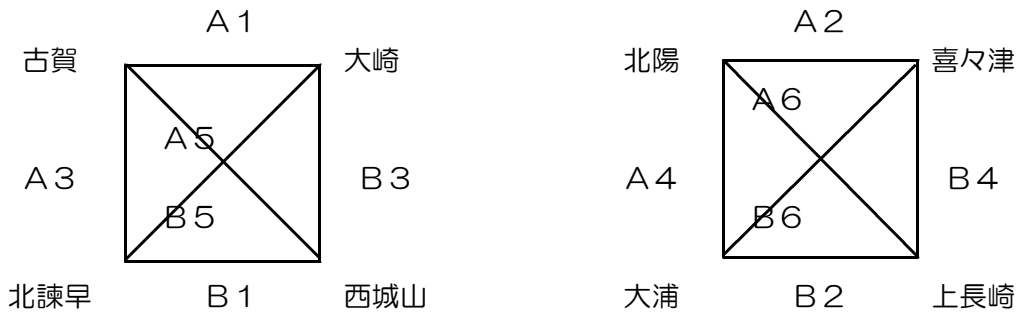 A1 A2
古賀 大崎 北陽 喜々津
A6
A5
A3 B3 A4 B4
B5 B6
北諫早 B1 西城山 大浦 B2 上長崎